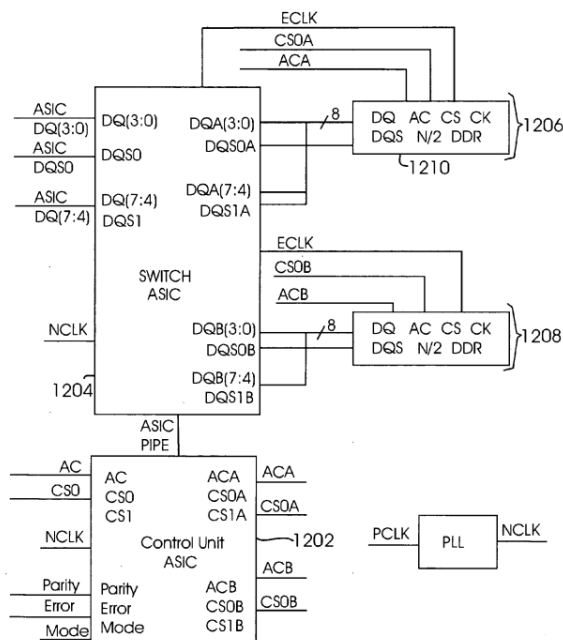 ECLK
CS0A
ACA
8
DQ AC CS CK
DQS N/2 DDR
1206
1210
ASIC
DQ(3:0)
ASIC
DQS0
ASIC
DQ(7:4)
DQ(3:0)
DQS0
DQ(7:4)
DQS1
DQA(3:0)
DQS0A
DQA(7:4)
DQS1A
SWITCH
ASIC
ECLK
CS0B
ACB
8
DQ AC CS CK
DQS N/2 DDR
1208
NCLK
DQB(3:0)
DQS0B
DQB(7:4)
DQS1B
1204
ASIC
PIPE
AC
CS0
NCLK
Parity
Error
Mode
AC
CS0
CS1
ACA
CS0A
CS1A
Control Unit
ASIC
Parity
Error
Mode
ACB
CS0B
CS1B
ACA
CS0A
1202
ACB
CS0B
PCLK
PLL
NCLK